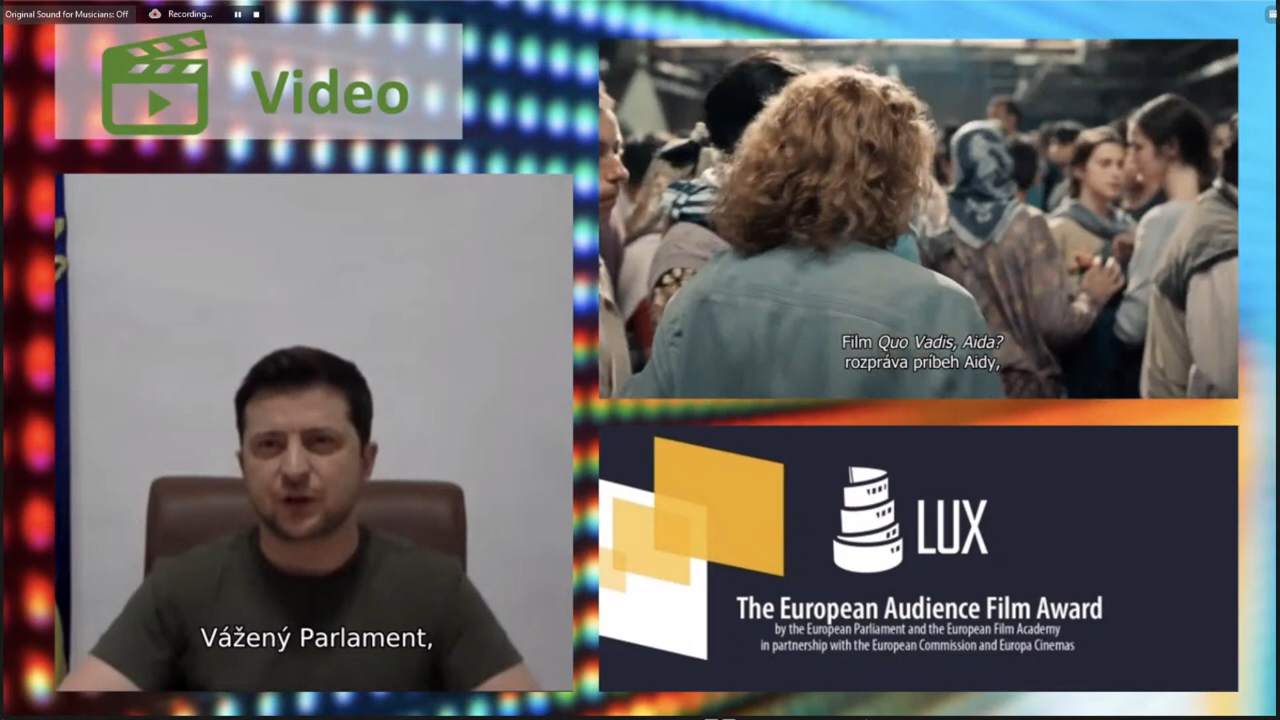 Original Sound for Musicians: Off
Recording...
Video
Film Quo Vadis, Aida?
rozpráva príbeh Aidy,
Vážený Parlament,
LUX
The European Audience Film Award
by the European Parliament and the European Film Academy
in partnership with the European Commission and Europa Cinemas